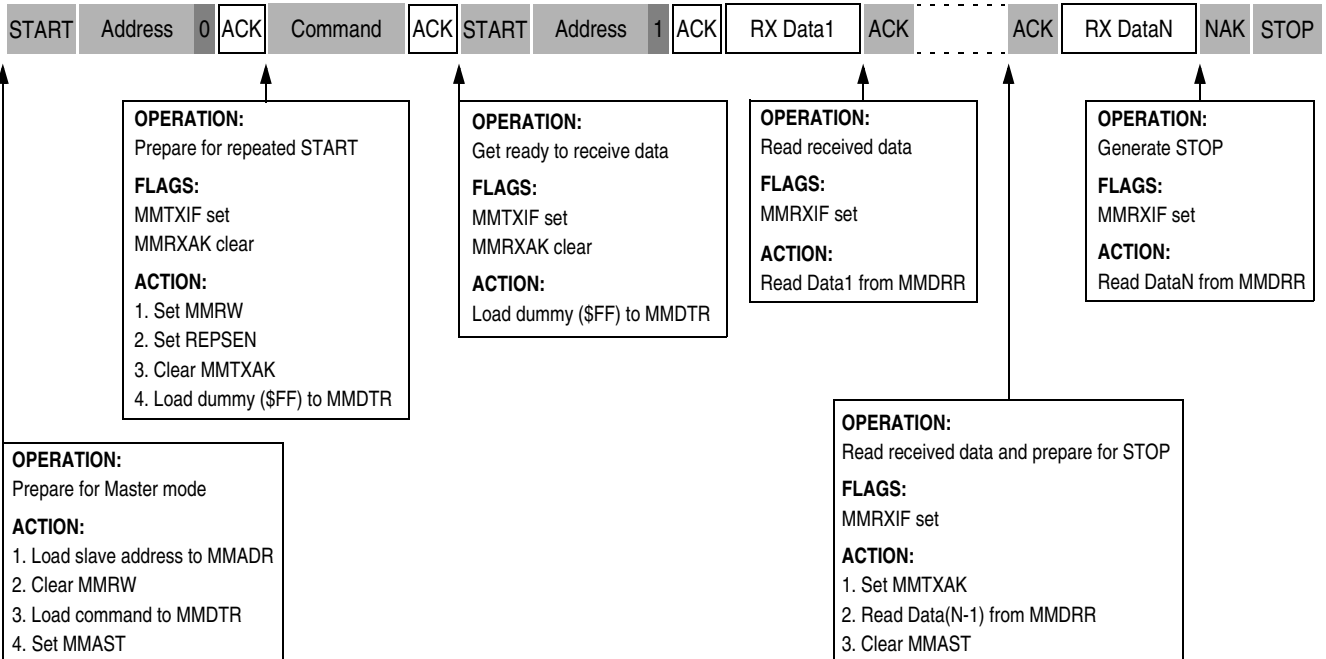 START Address 0 ACK Command ACK START Address 1 ACK RX Data1 ACK ACK RX DataN NAK STOP
OPERATION:
Prepare for repeated START
FLAGS:
MMTXIF set
MMRXAK clear
ACTION:
1. Set MMRW
2. Set REPSEN
3. Clear MMTXAK
4. Load dummy ($FF) to MMDTR
OPERATION:
Get ready to receive data
FLAGS:
MMTXIF set
MMRXAK clear
ACTION:
Load dummy ($FF) to MMDTR
OPERATION:
Read received data
FLAGS:
MMRXIF set
ACTION:
Read Data1 from MMDRR
OPERATION:
Generate STOP
FLAGS:
MMRXIF set
ACTION:
Read DataN from MMDRR
OPERATION:
Prepare for Master mode
ACTION:
1. Load slave address to MMADR
2. Clear MMRW
3. Load command to MMDTR
4. Set MMAST
OPERATION:
Read received data and prepare for STOP
FLAGS:
MMRXIF set
ACTION:
1. Set MMTXAK
2. Read Data(N-1) from MMDRR
3. Clear MMAST